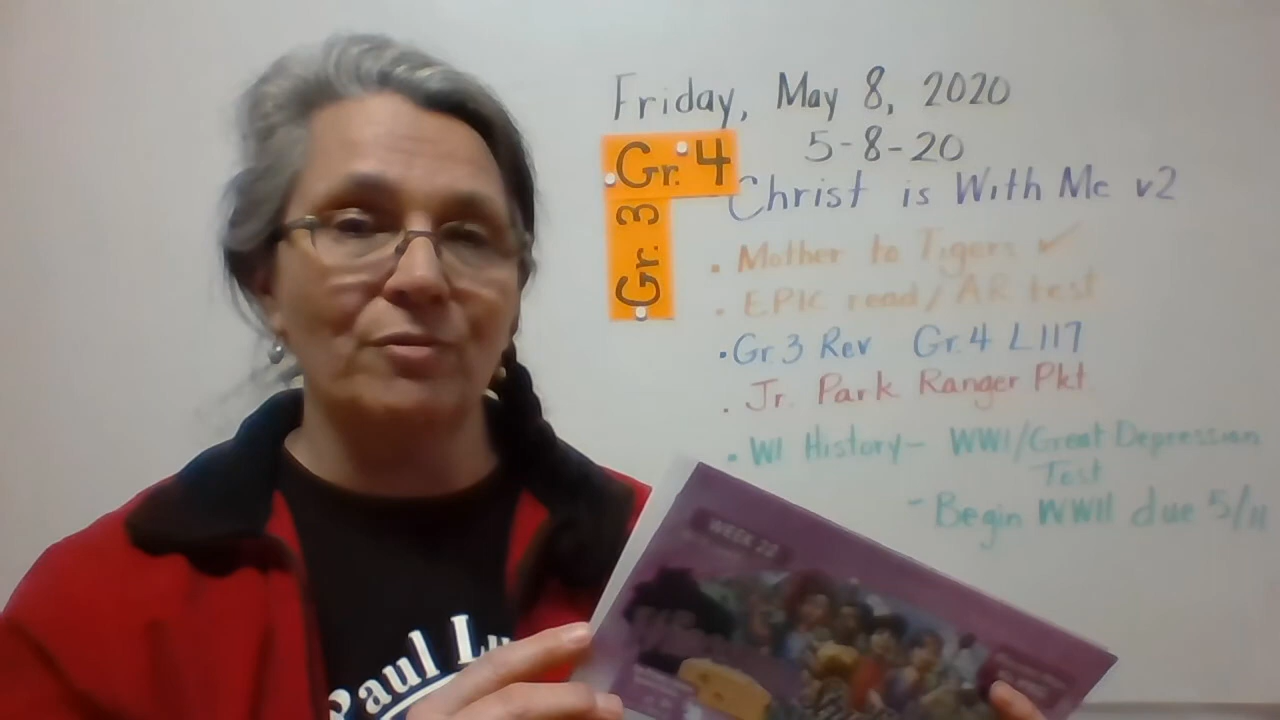 Friday, May 8, 2020
5-8-20
Gr. 4
Gr. 3
Christ is With Me v2
• Mother to Tigers ✓
• EPIC read/AR test
• Gr. 3 Rev Gr. 4 L117
• Jr. Park Ranger Pkt
• WI History- WWI/Great Depression
Test
- Begin WWII due 5/11
WEEK 22
Paul